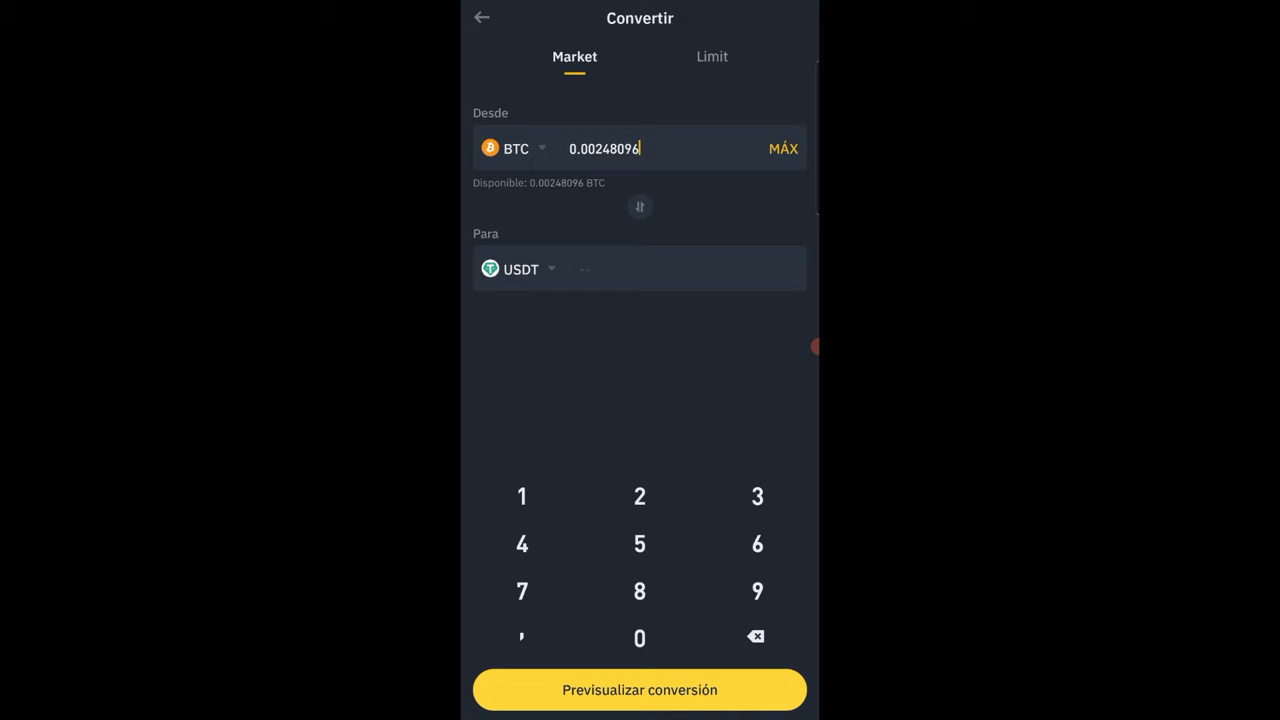 Convertir
Market Limit
Desde
BTC 0.00248096 MÁX
Disponible: 0.00248096 BTC
Para
USDT --
1 2 3
4 5 6
7 8 9
, 0
Previsualizar conversión